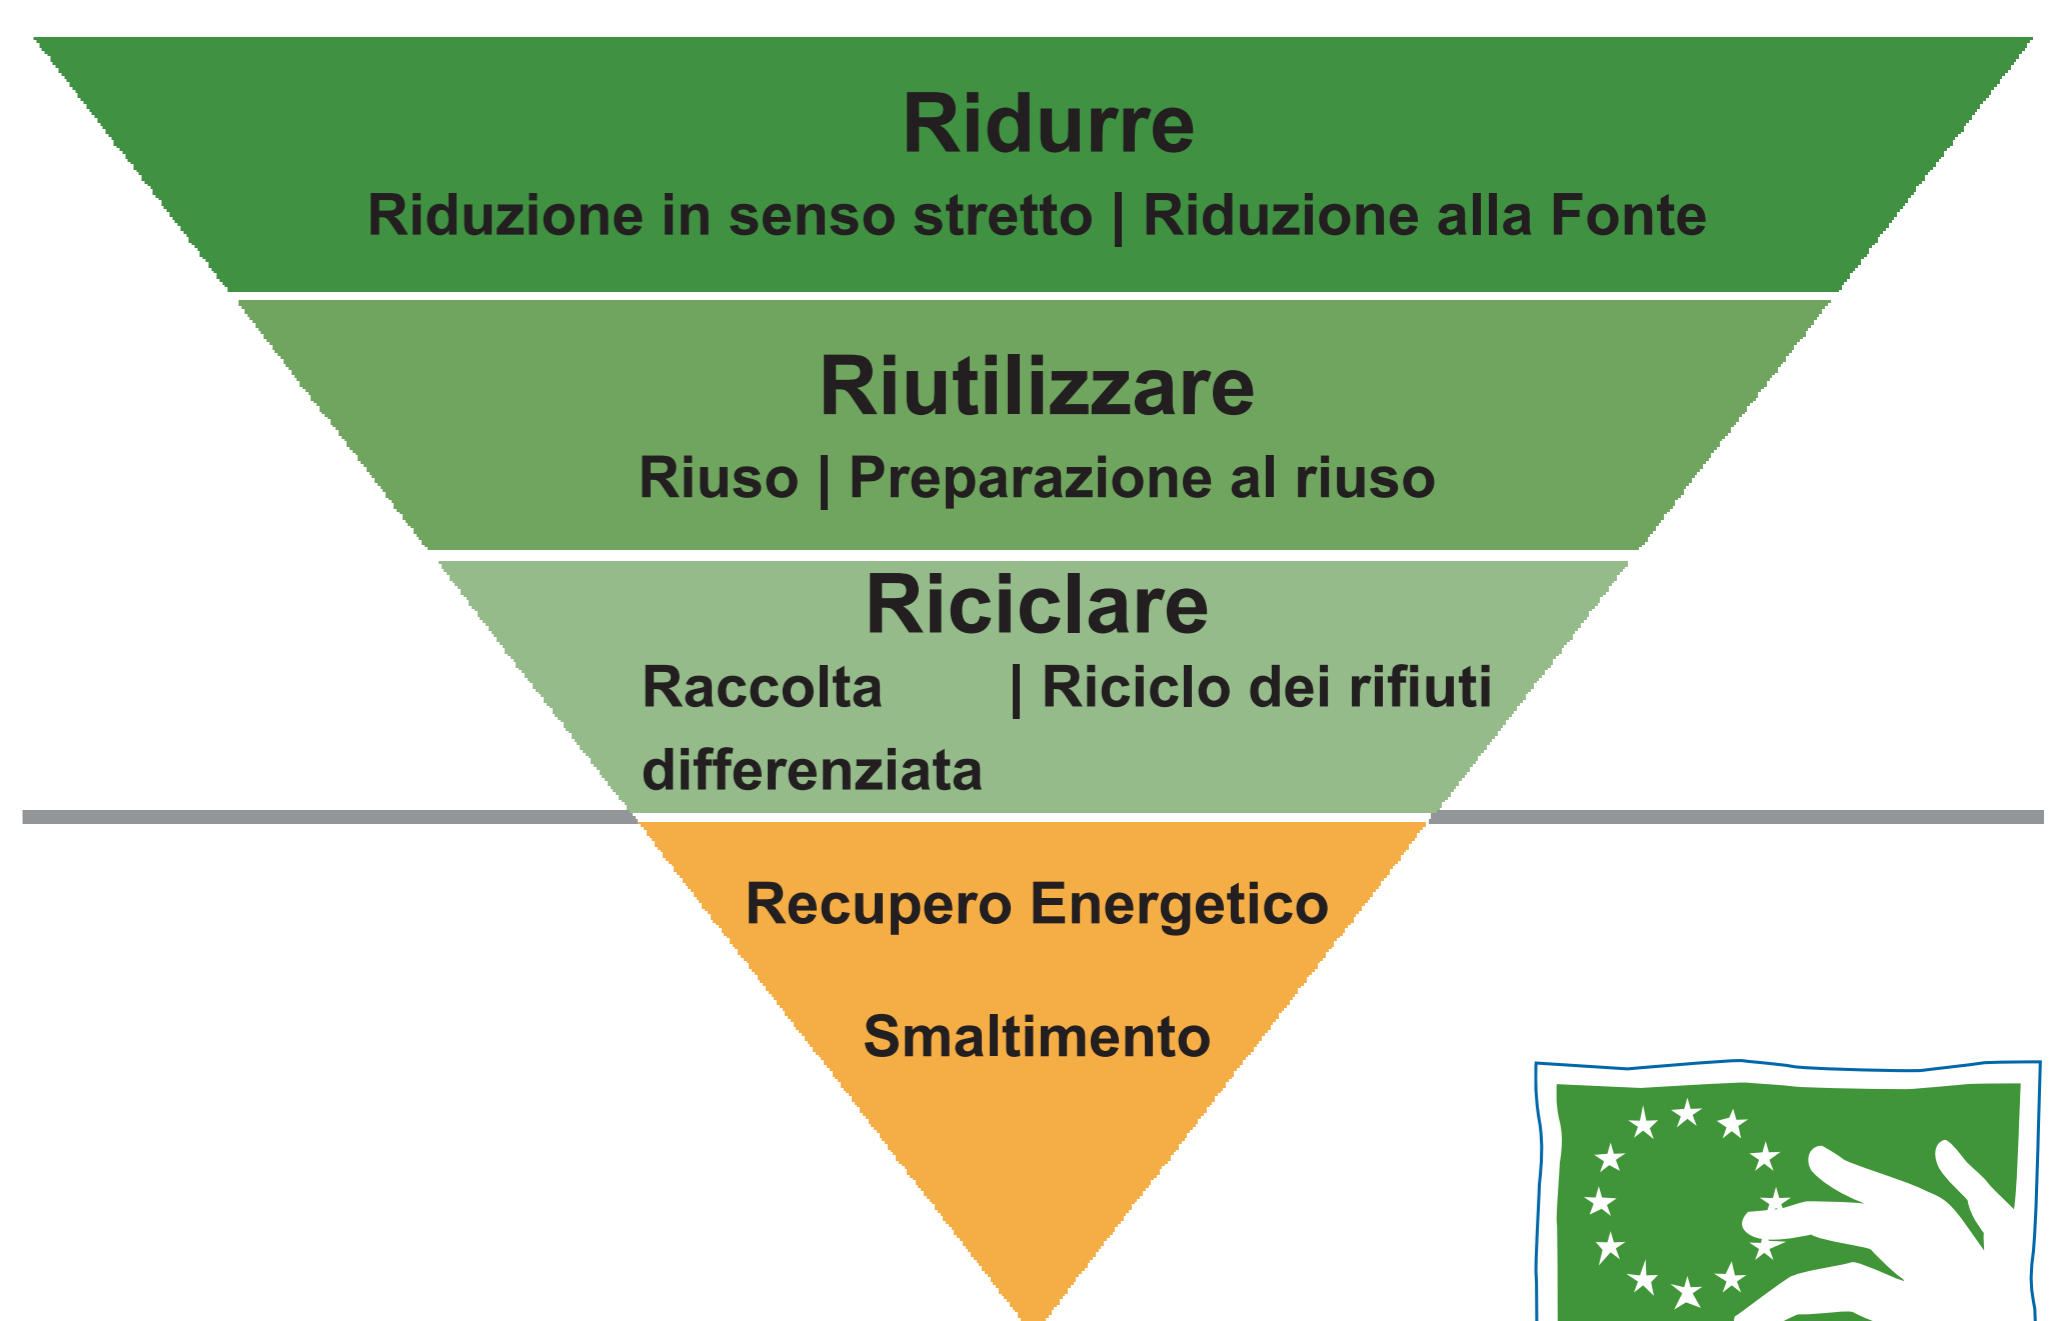 Ridurre
Riduzione in senso stretto | Riduzione alla Fonte
Riutilizzare
Riuso | Preparazione al riuso
Riciclare
Raccolta | Riciclo dei rifiuti
differenziata
Recupero Energetico
Smaltimento